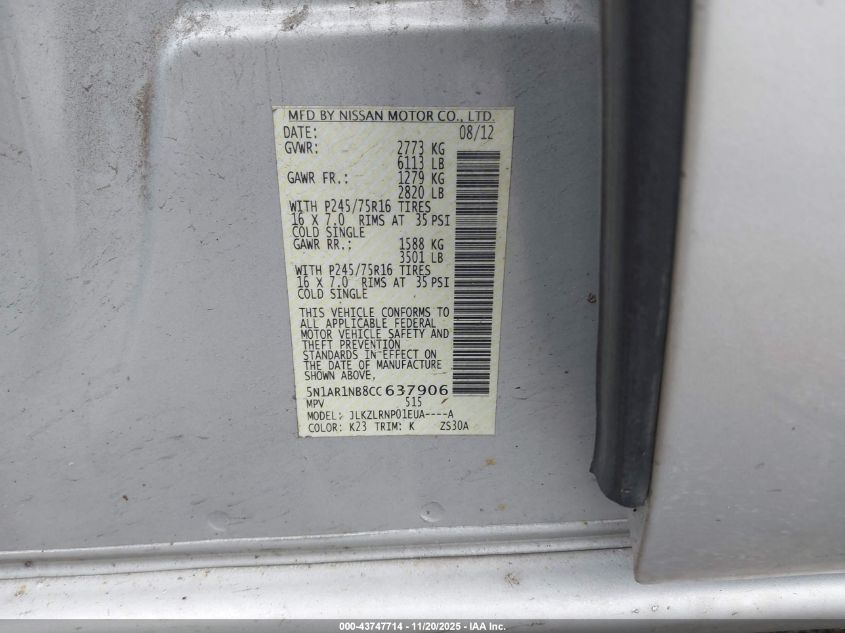 MFD BY NISSAN MOTOR CO., LTD.
DATE: 08/12
GVWR: 2773 KG
6113 LB
GAWR FR.: 1279 KG
2820 LB
WITH P245/75R16 TIRES
16 X 7.0 RIMS AT 35 PSI
COLD SINGLE
GAWR RR.: 1588 KG
3501 LB
WITH P245/75R16 TIRES
16 X 7.0 RIMS AT 35 PSI
COLD SINGLE
THIS VEHICLE CONFORMS TO
ALL APPLICABLE FEDERAL
MOTOR VEHICLE SAFETY AND
THEFT PREVENTION
STANDARDS IN EFFECT ON
THE DATE OF MANUFACTURE
SHOWN ABOVE.
5N1AR1NB8CC637906
MPV 515
MODEL: JLKZLRNP01EUA----A
COLOR: K23 TRIM: K ZS30A
000-43747714 - 11/20/2025 - IAA Inc.